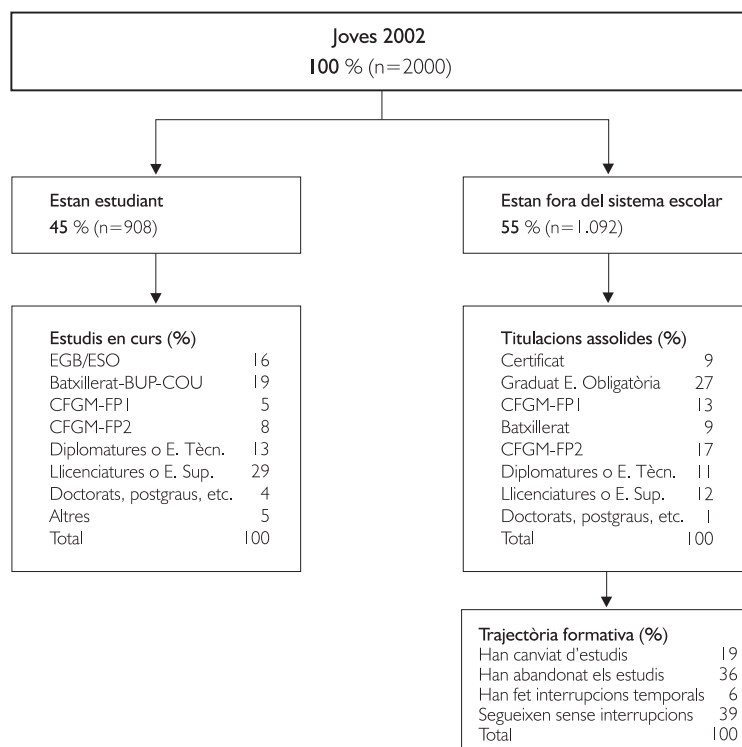 Joves 2002
100 % (n=2000)
Estan estudiant
45 % (n=908)
Estan fora del sistema escolar
55 % (n=1.092)
Estudis en curs (%)
EGB/ESO 16
Batxillerat-BUP-COU 19
CFGM-FP1 5
CFGM-FP2 8
Diplomatures o E. Tècn. 13
Llicenciatures o E. Sup. 29
Doctorats, postgraus, etc. 4
Altres 5
Total 100
Titulacions assolides (%)
Certificat 9
Graduat E. Obligatòria 27
CFGM-FP1 13
Batxillerat 9
CFGM-FP2 17
Diplomatures o E. Tècn. 11
Llicenciatures o E. Sup. 12
Doctorats, postgraus, etc. 1
Total 100
Trajectòria formativa (%)
Han canviat d'estudis 19
Han abandonat els estudis 36
Han fet interrupcions temporals 6
Segueixen sense interrupcions 39
Total 100